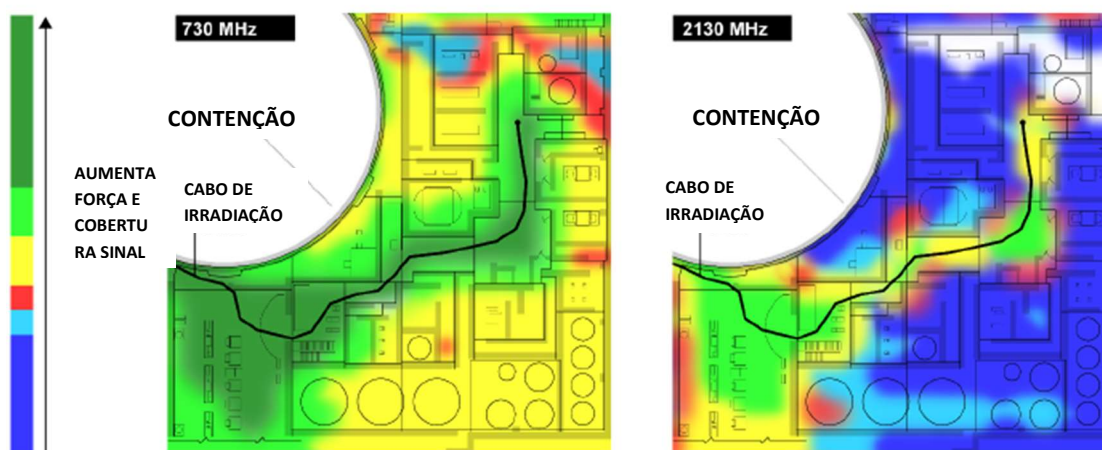 730 MHz
CONTENÇÃO
AUMENTA
FORÇA E
COBERTU
RA SINAL
CABO DE
IRRADIAÇÃO
2130 MHz
CONTENÇÃO
CABO DE
IRRADIAÇÃO